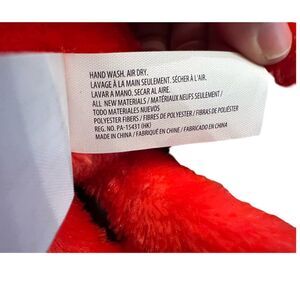 HAND WASH. AIR DRY.
LAVAGE À LA MAIN SEULEMENT. SÉCHER À L'AIR.
LAVAR A MANO. SECAR AL AIRE.
ALL NEW MATERIALS / MATÉRIAUX NEUFS SEULEMENT /
TODO MATERIALES NUEVOS
POLYESTER FIBERS / FIBRES DE POLYESTER / FIBRAS DE POLIÉSTER
REG. NO. PA-15431 (HK)
MADE IN CHINA / FABRIQUÉ EN CHINE / FABRICADO EN CHINA